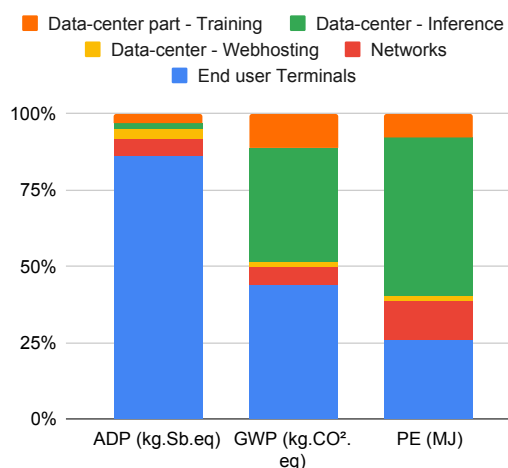 Data-center part - Training
Data-center - Inference
Data-center - Webhosting
Networks
End user Terminals
100%
75%
50%
25%
0%
ADP (kg.Sb.eq)
GWP (kg.CO².
eq)
PE (MJ)